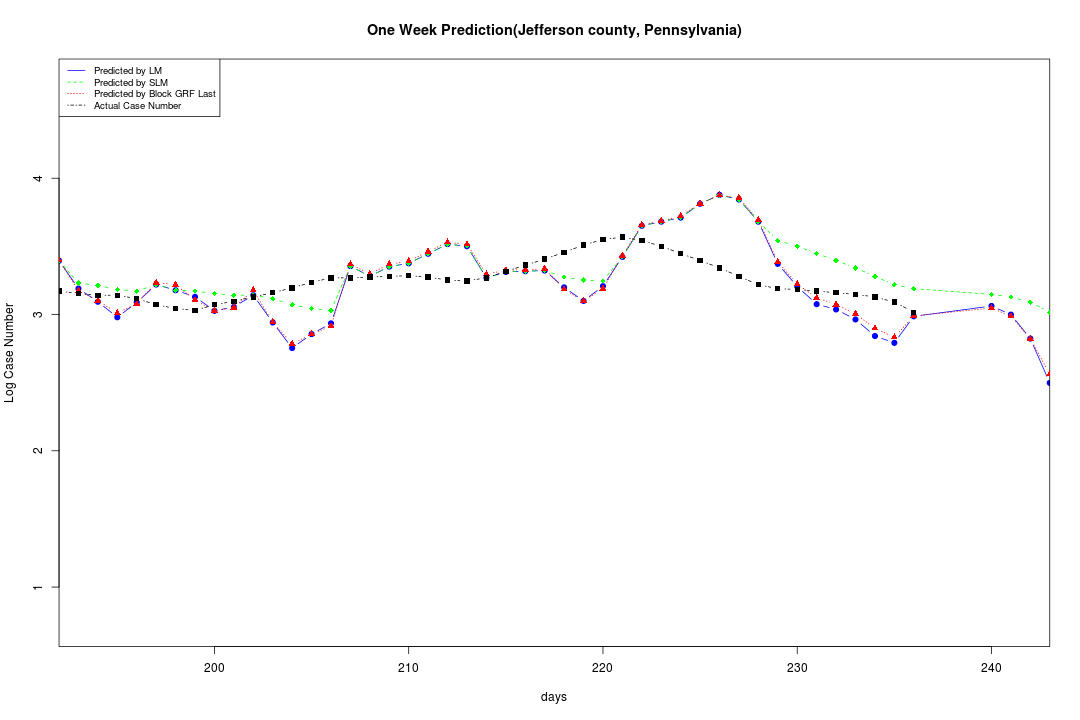 One Week Prediction(Jefferson county, Pennsylvania)
Predicted by LM
Predicted by SLM
Predicted by Block GRF Last
Actual Case Number
4
3
2
1
Log Case Number
200 210 220 230 240
days